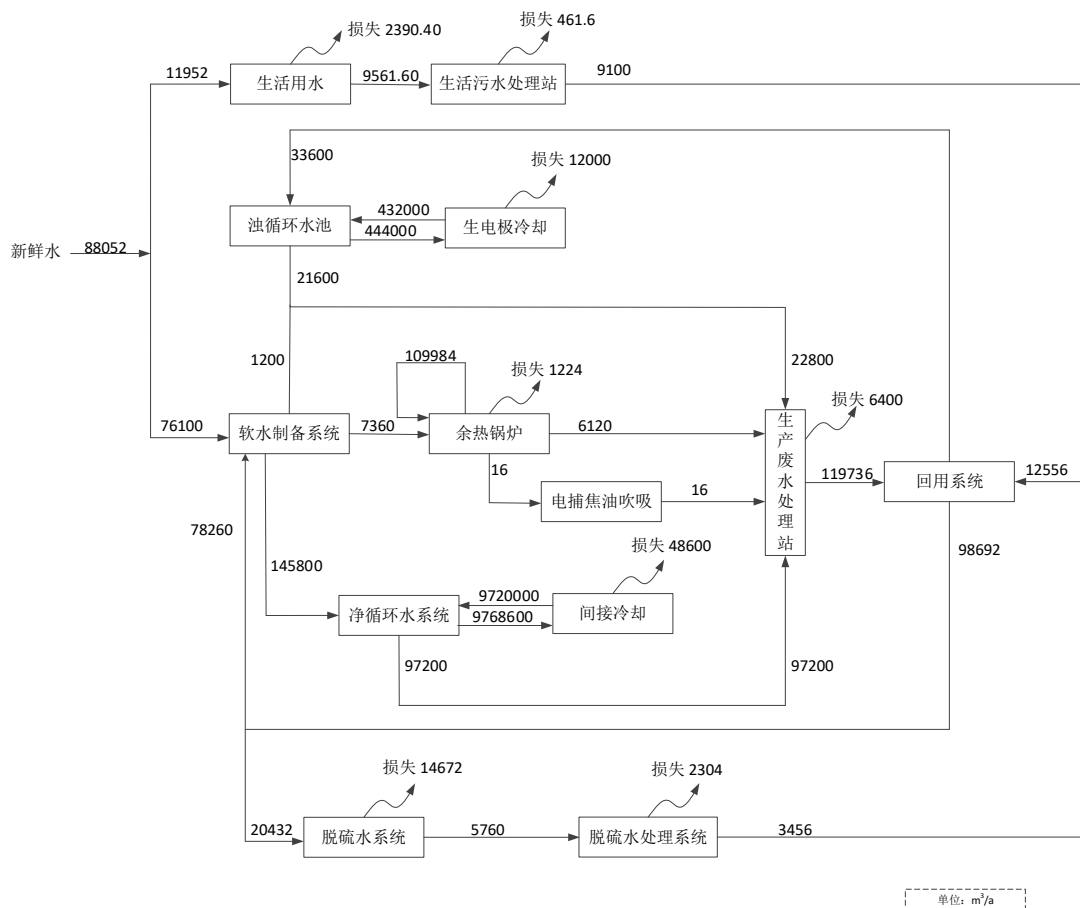 损失 2390.40
损失 461.6
11952
生活用水
9561.60
生活污水处理站
9100
33600
损失 12000
浊循环水池
432000
444000
生电极冷却
新鲜水
88052
21600
1200
109984
损失 1224
22800
损失 6400
76100
软水制备系统
7360
余热锅炉
6120
生产废水处理站
119736
回用系统
12556
16
电捕焦油吹吸
16
78260
98692
145800
损失 48600
净循环水系统
9720000
9768600
间接冷却
97200
97200
损失 14672
损失 2304
20432
脱硫水系统
5760
脱硫水处理系统
3456
单位：m³/a